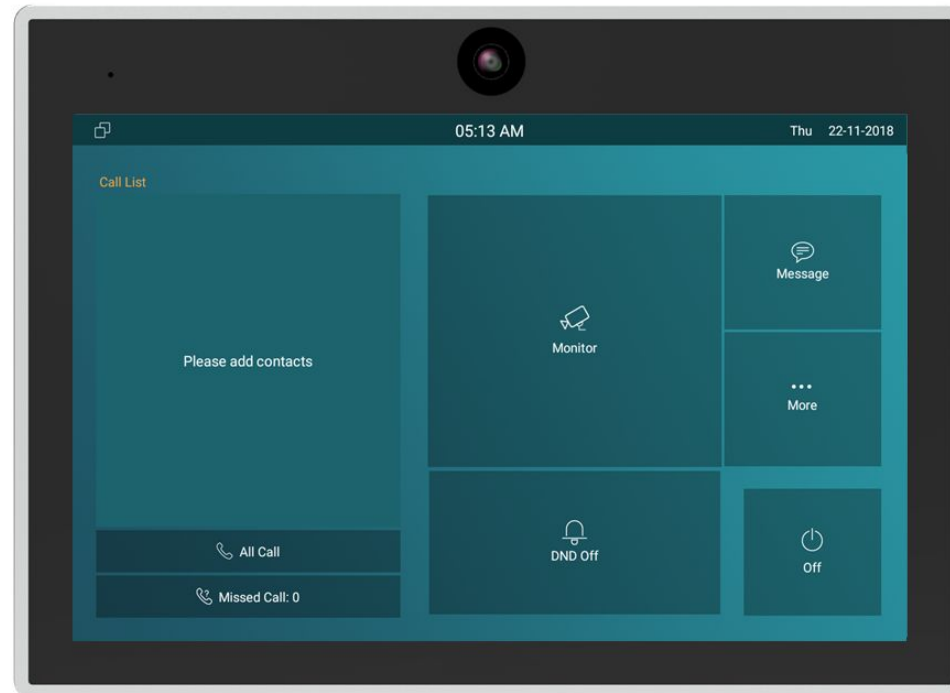 05:13 AM
Thu 22-11-2018
Call List
Please add contacts
All Call
Missed Call: 0
Monitor
DND Off
Message
More
Off